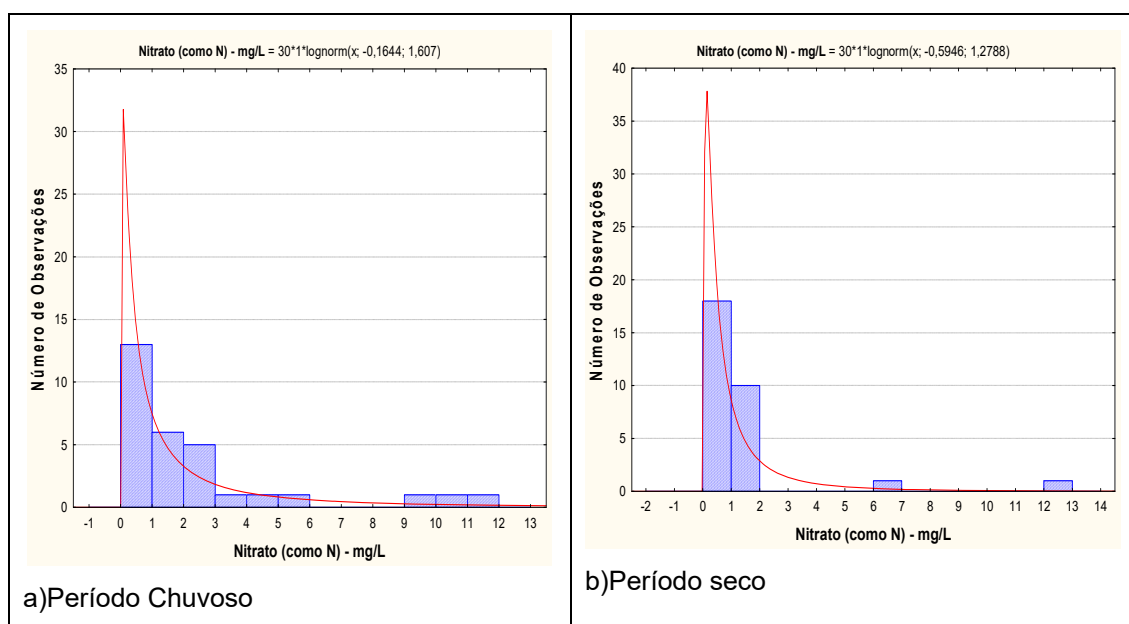 Nitrato (como N) - mg/L = 30*1*lognorm(x; -0,1644; 1,607)
35
30
25
20
15
10
5
0
Número de Observações
-1 0 1 2 3 4 5 6 7 8 9 10 11 12 13
Nitrato (como N) - mg/L
a)Período Chuvoso
Nitrato (como N) - mg/L = 30*1*lognorm(x; -0,5946; 1,2788)
40
35
30
25
20
15
10
5
0
Número de Observações
-2 -1 0 1 2 3 4 5 6 7 8 9 10 11 12 13 14
Nitrato (como N) - mg/L
b)Período seco